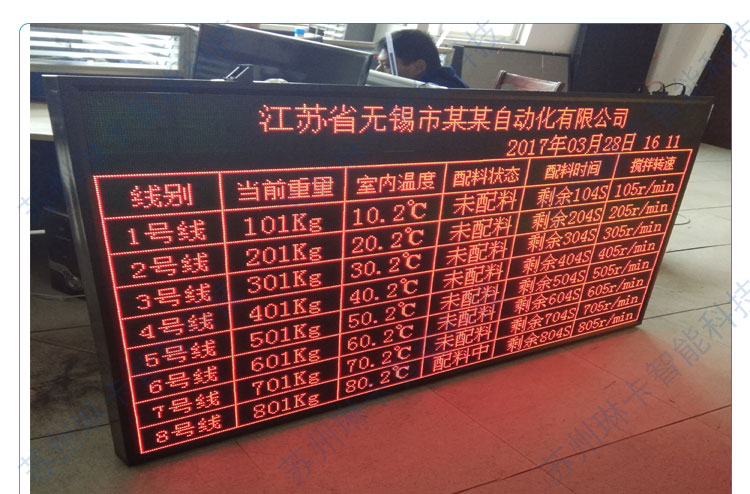 江苏省无锡市某某自动化有限公司
2017年03月28日 16 11
线别 当前重量 室内温度 配料状态 配料时间 搅拌转速
1号线 101Kg 10.2℃ 未配料 剩余104S 105r/min
2号线 201Kg 20.2℃ 未配料 剩余204S 205r/min
3号线 301Kg 30.2℃ 未配料 剩余304S 305r/min
4号线 401Kg 40.2℃ 未配料 剩余404S 405r/min
5号线 501Kg 50.2℃ 未配料 剩余504S 505r/min
6号线 601Kg 60.2℃ 未配料 剩余604S 605r/min
7号线 701Kg 70.2℃ 未配料 剩余704S 705r/min
8号线 801Kg 80.2℃ 配料中 剩余804S 805r/min
苏州琳卡智能科技